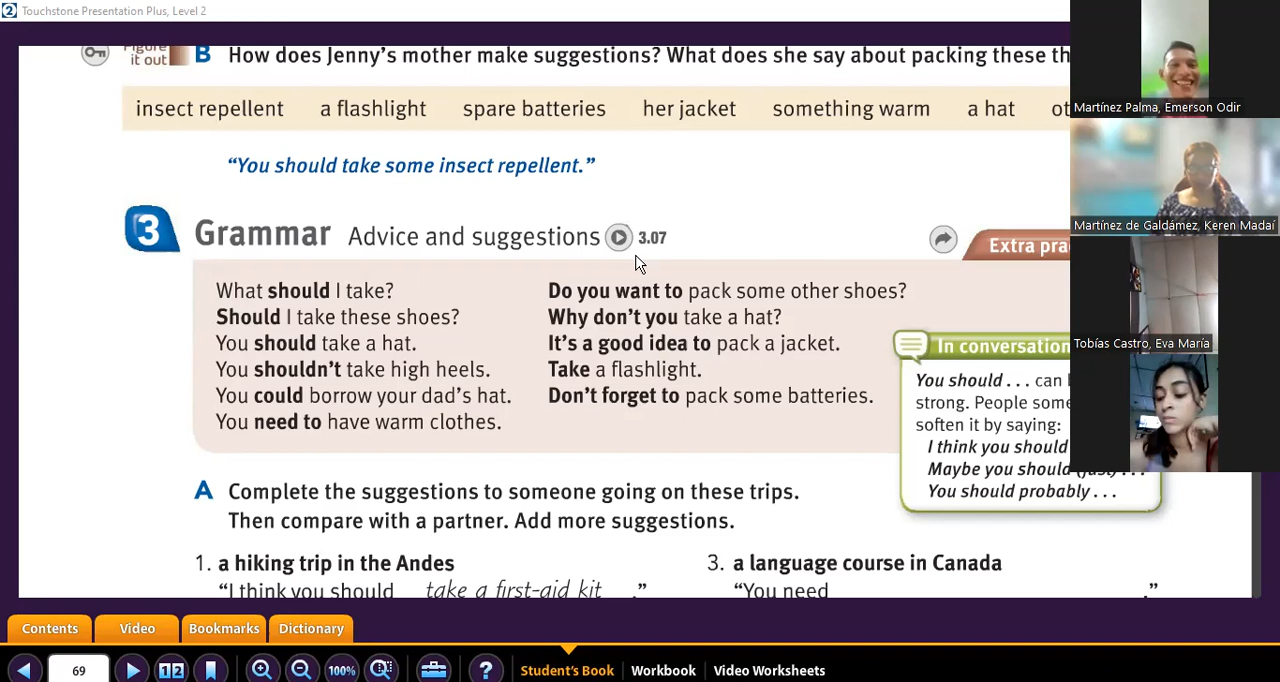 Touchstone Presentation Plus, Level 2
Figure it out B How does Jenny's mother make suggestions? What does she say about packing these
insect repellent a flashlight spare batteries her jacket something warm a hat
"You should take some insect repellent."
3 Grammar Advice and suggestions 3.07
Extra
What should I take?
Should I take these shoes?
You should take a hat.
You shouldn't take high heels.
You could borrow your dad's hat.
You need to have warm clothes.
Do you want to pack some other shoes?
Why don't you take a hat?
It's a good idea to pack a jacket.
Take a flashlight.
Don't forget to pack some batteries.
In conversation
You should . . . can
strong. People
soften it by saying:
I think you should
Maybe you should (just) . . .
You should probably . . .
A Complete the suggestions to someone going on these trips.
Then compare with a partner. Add more suggestions.
1. a hiking trip in the Andes
"I think you should take a first-aid kit ."
3. a language course in Canada
"You need ."
Martínez Palma, Emerson Odir
Martínez de Galdámez, Keren Madaí
Tobías Castro, Eva María
Contents Video Bookmarks Dictionary
69 1 2 100% ? Student's Book Workbook Video Worksheets